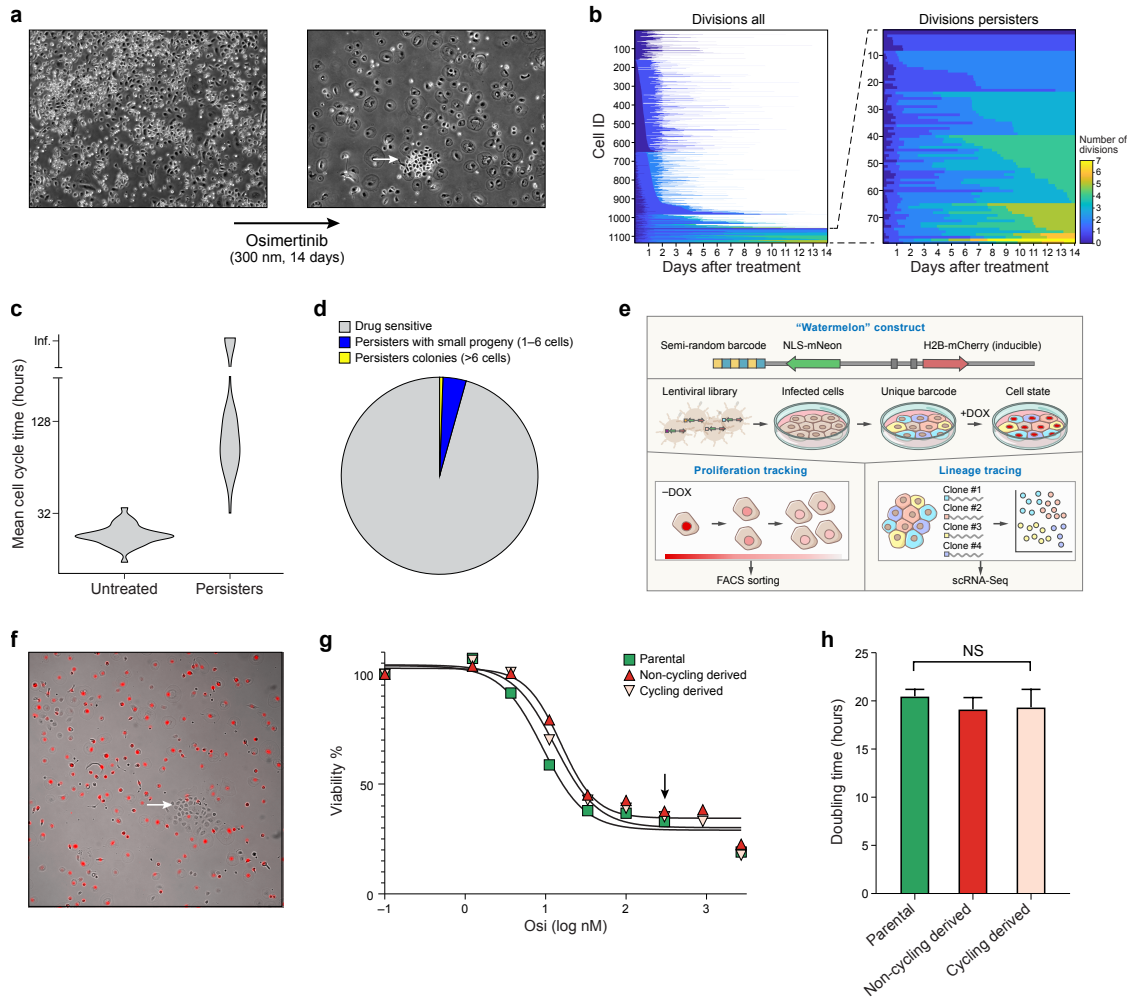 a
Osimertinib
(300 nm, 14 days)
b
Divisions all
Cell ID
100
200
300
400
500
600
700
800
900
1000
1100
1 2 3 4 5 6 7 8 9 10 11 12 13 14
Days after treatment
Divisions persisters
10
20
30
40
50
60
70
1 2 3 4 5 6 7 8 9 10 11 12 13 14
Days after treatment
Number of
divisions
7
6
5
4
3
2
1
0
c
Mean cell cycle time (hours)
Inf.
128
32
Untreated
Persisters
d
Drug sensitive
Persisters with small progeny (1–6 cells)
Persisters colonies (>6 cells)
e
“Watermelon” construct
Semi-random barcode
NLS-mNeon
H2B-mCherry (inducible)
Lentiviral library
Infected cells
Unique barcode
+DOX
Cell state
Proliferation tracking
–DOX
FACS sorting
Lineage tracing
Clone #1
Clone #2
Clone #3
Clone #4
scRNA-Seq
f
g
Viability %
100
50
0
–1 0 1 2 3
Osi (log nM)
Parental
Non-cycling derived
Cycling derived
h
Doubling time (hours)
25
20
15
10
5
0
NS
Parental
Non-cycling derived
Cycling derived